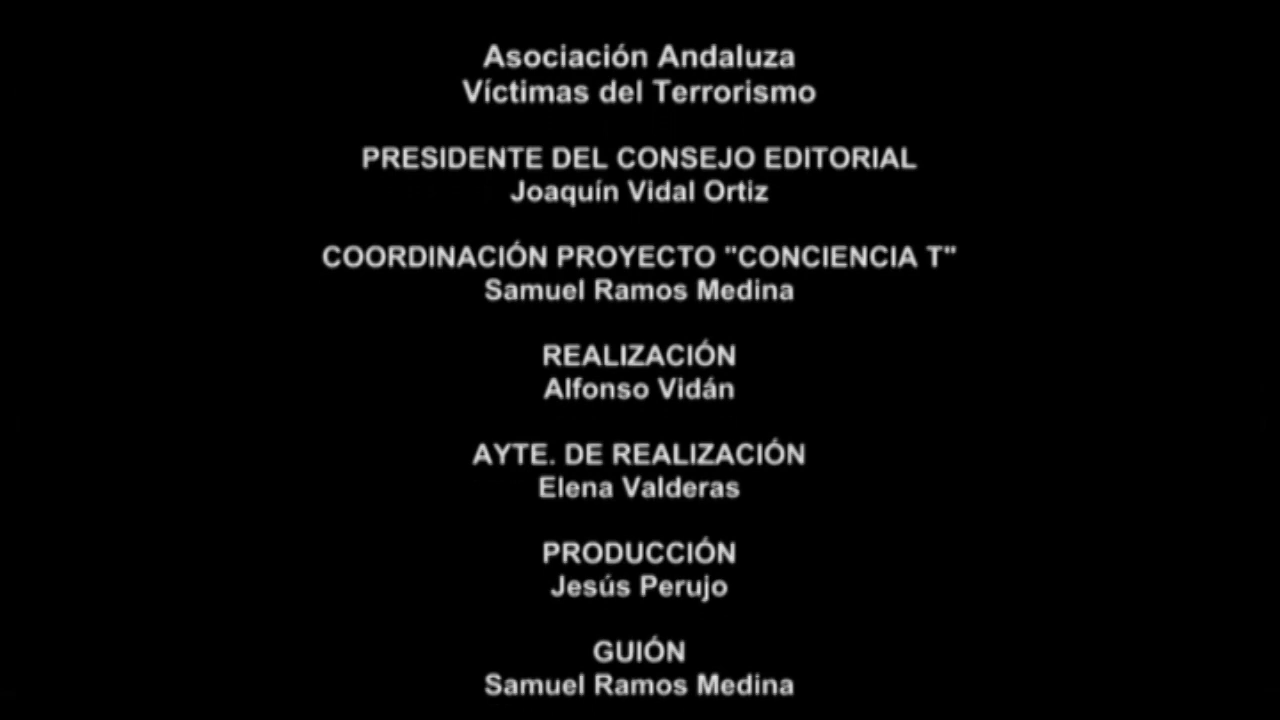 Asociación Andaluza
Víctimas del Terrorismo
PRESIDENTE DEL CONSEJO EDITORIAL
Joaquín Vidal Ortiz
COORDINACIÓN PROYECTO "CONCIENCIA T"
Samuel Ramos Medina
REALIZACIÓN
Alfonso Vidán
AYTE. DE REALIZACIÓN
Elena Valderas
PRODUCCIÓN
Jesús Perujo
GUIÓN
Samuel Ramos Medina